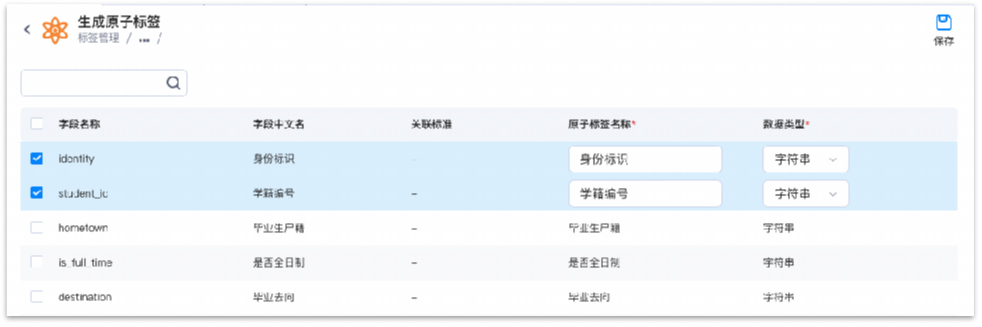 生成原子标签
标签管理 / ... /
保存
字段名称 字段中文名 关联标准 原子标签名称* 数据类型*
identity 身份标识 - 身份标识 字符串
student_id 学籍编号 - 学籍编号 字符串
hometown 毕业生户籍 - 毕业生户籍 字符串
is_full_time 是否全日制 - 是否全日制 字符串
destination 毕业去向 - 毕业去向 字符串